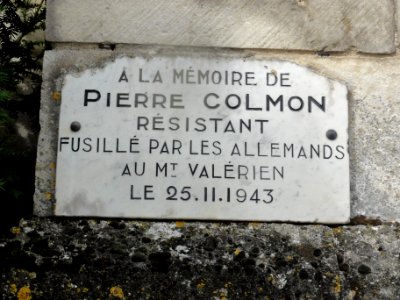 À LA MÉMOIRE DE
PIERRE COLMON
RÉSISTANT
FUSILLÉ PAR LES ALLEMANDS
AU MT VALÉRIEN
LE 25.11.1943